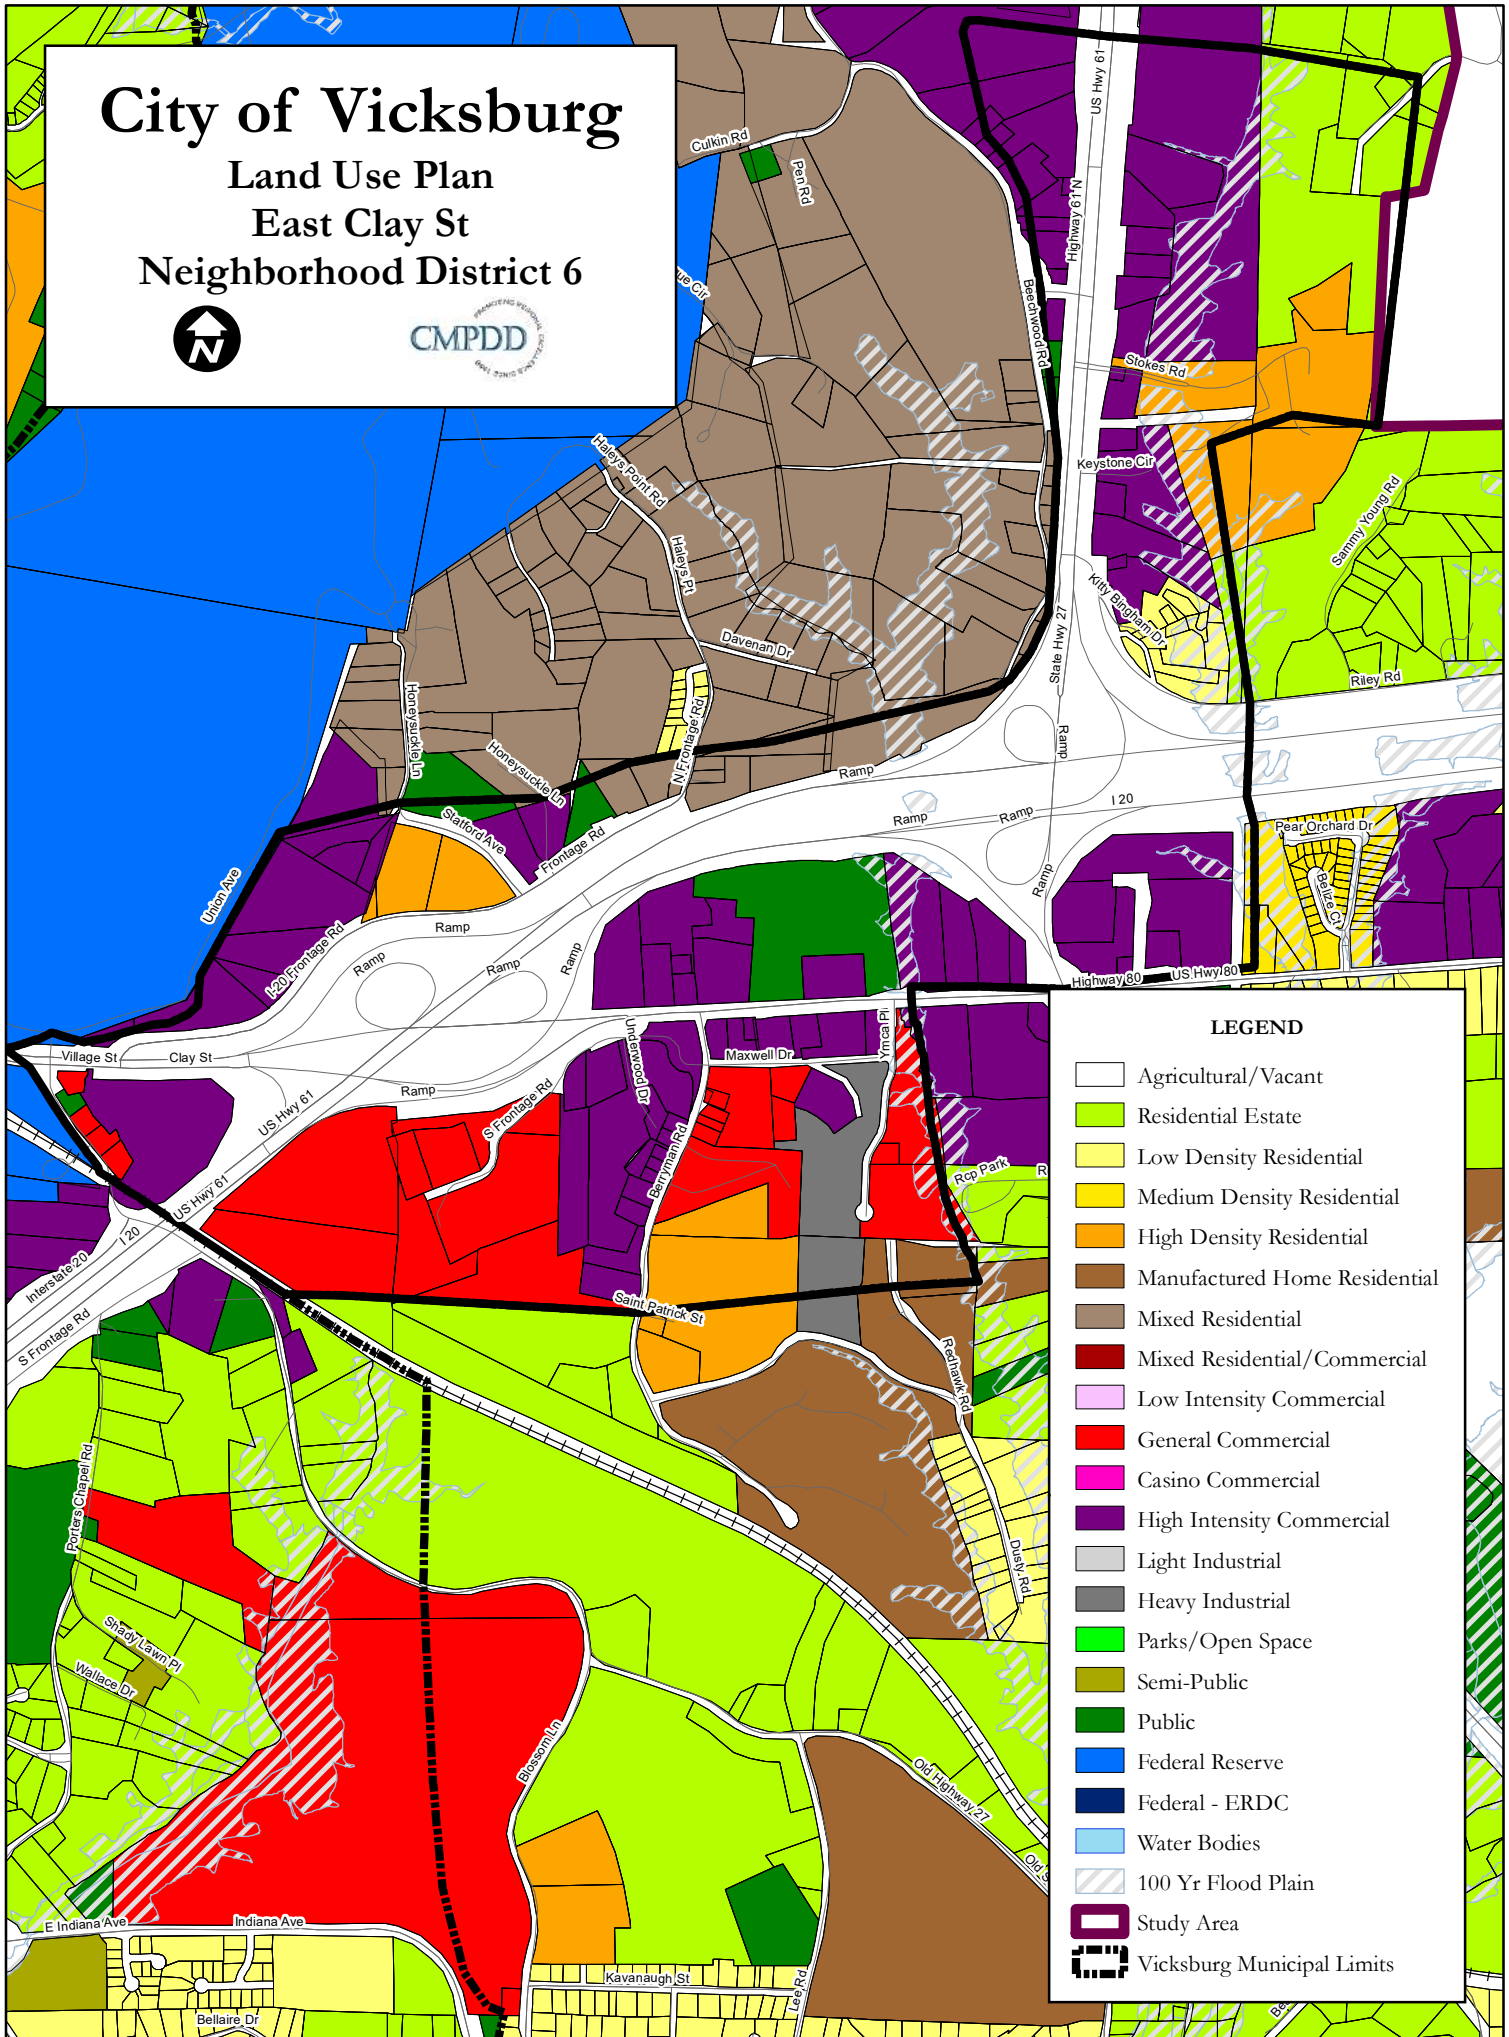 City of Vicksburg
Land Use Plan
East Clay St
Neighborhood District 6
N
CMPDD
US Hwy 61
Culkin Rd
Pen Rd
Highway 61 N
ue Cir
Beechwood Rd
Stokes Rd
Haleys Point Rd
Keystone Cir
Sammy Young Rd
Haleys Pt
Kitty Bingham Dr
Davenan Dr
State Hwy 27
Riley Rd
Honeysuckle Ln
N Frontage Rd
Honeysuckle Ln
Ramp
Ramp
Statford Ave
Ramp
Ramp
I 20
Frontage Rd
Pear Orchard Dr
Belize Ct
Union Ave
Ramp
Ramp
I-20 Frontage Rd
Ramp
Ramp
Ramp
Highway 80
US Hwy 80
Village St
Clay St
Underwood Dr
Maxwell Dr
Ymca Pl
Ramp
US Hwy 61
S Frontage Rd
Berryman Rd
Rcp Park
R
US Hwy 61
I 20
Interstate 20
S Frontage Rd
Saint Patrick St
Redhawk Rd
Porters Chapel Rd
Dusty Rd
Shady Lawn Pl
Wallace Dr
Blossom Ln
Old Highway 27
Old S
E Indiana Ave
Indiana Ave
Kavanaugh St
Lee Rd
Bellaire Dr
Be
LEGEND
Agricultural/Vacant
Residential Estate
Low Density Residential
Medium Density Residential
High Density Residential
Manufactured Home Residential
Mixed Residential
Mixed Residential/Commercial
Low Intensity Commercial
General Commercial
Casino Commercial
High Intensity Commercial
Light Industrial
Heavy Industrial
Parks/Open Space
Semi-Public
Public
Federal Reserve
Federal - ERDC
Water Bodies
100 Yr Flood Plain
Study Area
Vicksburg Municipal Limits